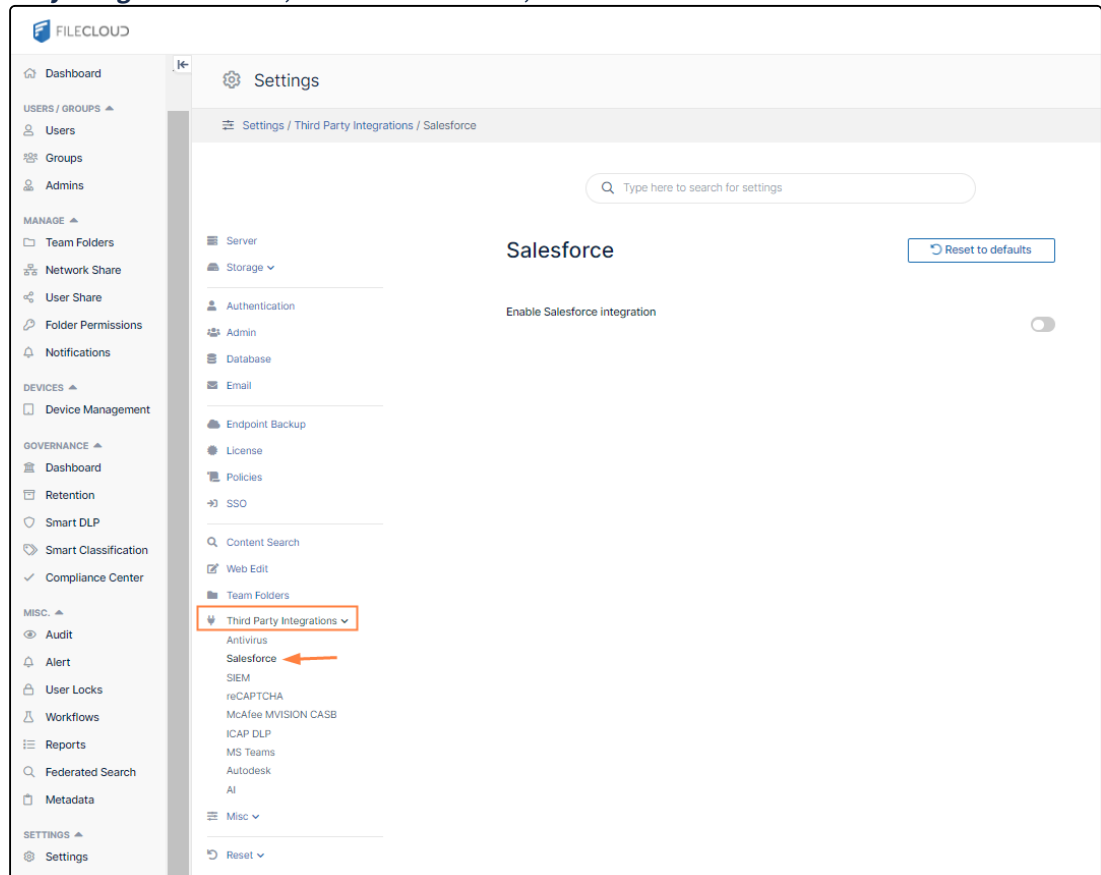 FILECLOUD
Dashboard
USERS / GROUPS
Users
Groups
Admins
MANAGE
Team Folders
Network Share
User Share
Folder Permissions
Notifications
DEVICES
Device Management
GOVERNANCE
Dashboard
Retention
Smart DLP
Smart Classification
Compliance Center
MISC.
Audit
Alert
User Locks
Workflows
Reports
Federated Search
Metadata
SETTINGS
Settings
Settings
Settings / Third Party Integrations / Salesforce
Type here to search for settings
Server
Storage
Authentication
Admin
Database
Email
Endpoint Backup
License
Policies
SSO
Content Search
Web Edit
Team Folders
Third Party Integrations
Antivirus
Salesforce
SIEM
reCAPTCHA
McAfee MVISION CASB
ICAP DLP
MS Teams
Autodesk
AI
Misc
Reset
Salesforce
Reset to defaults
Enable Salesforce integration